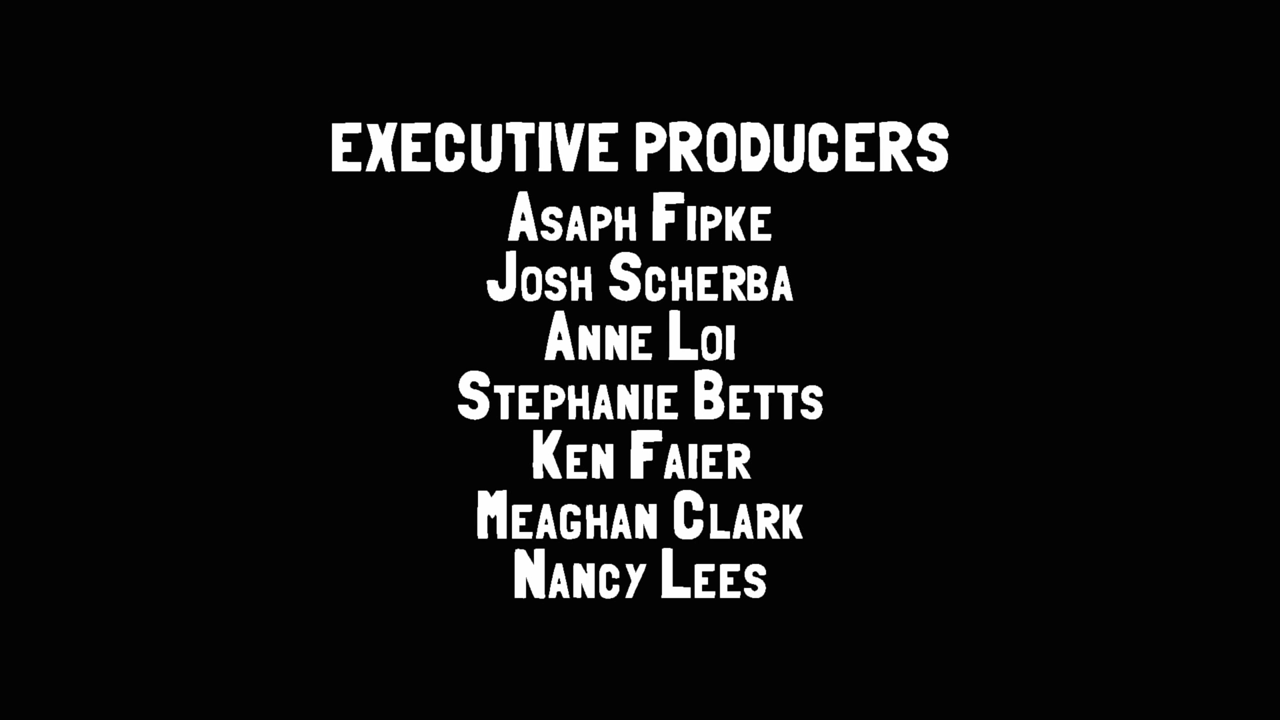 EXECUTIVE PRODUCERS
Asaph Fipke
Josh Scherba
Anne Loi
Stephanie Betts
Ken Faier
Meaghan Clark
Nancy Lees